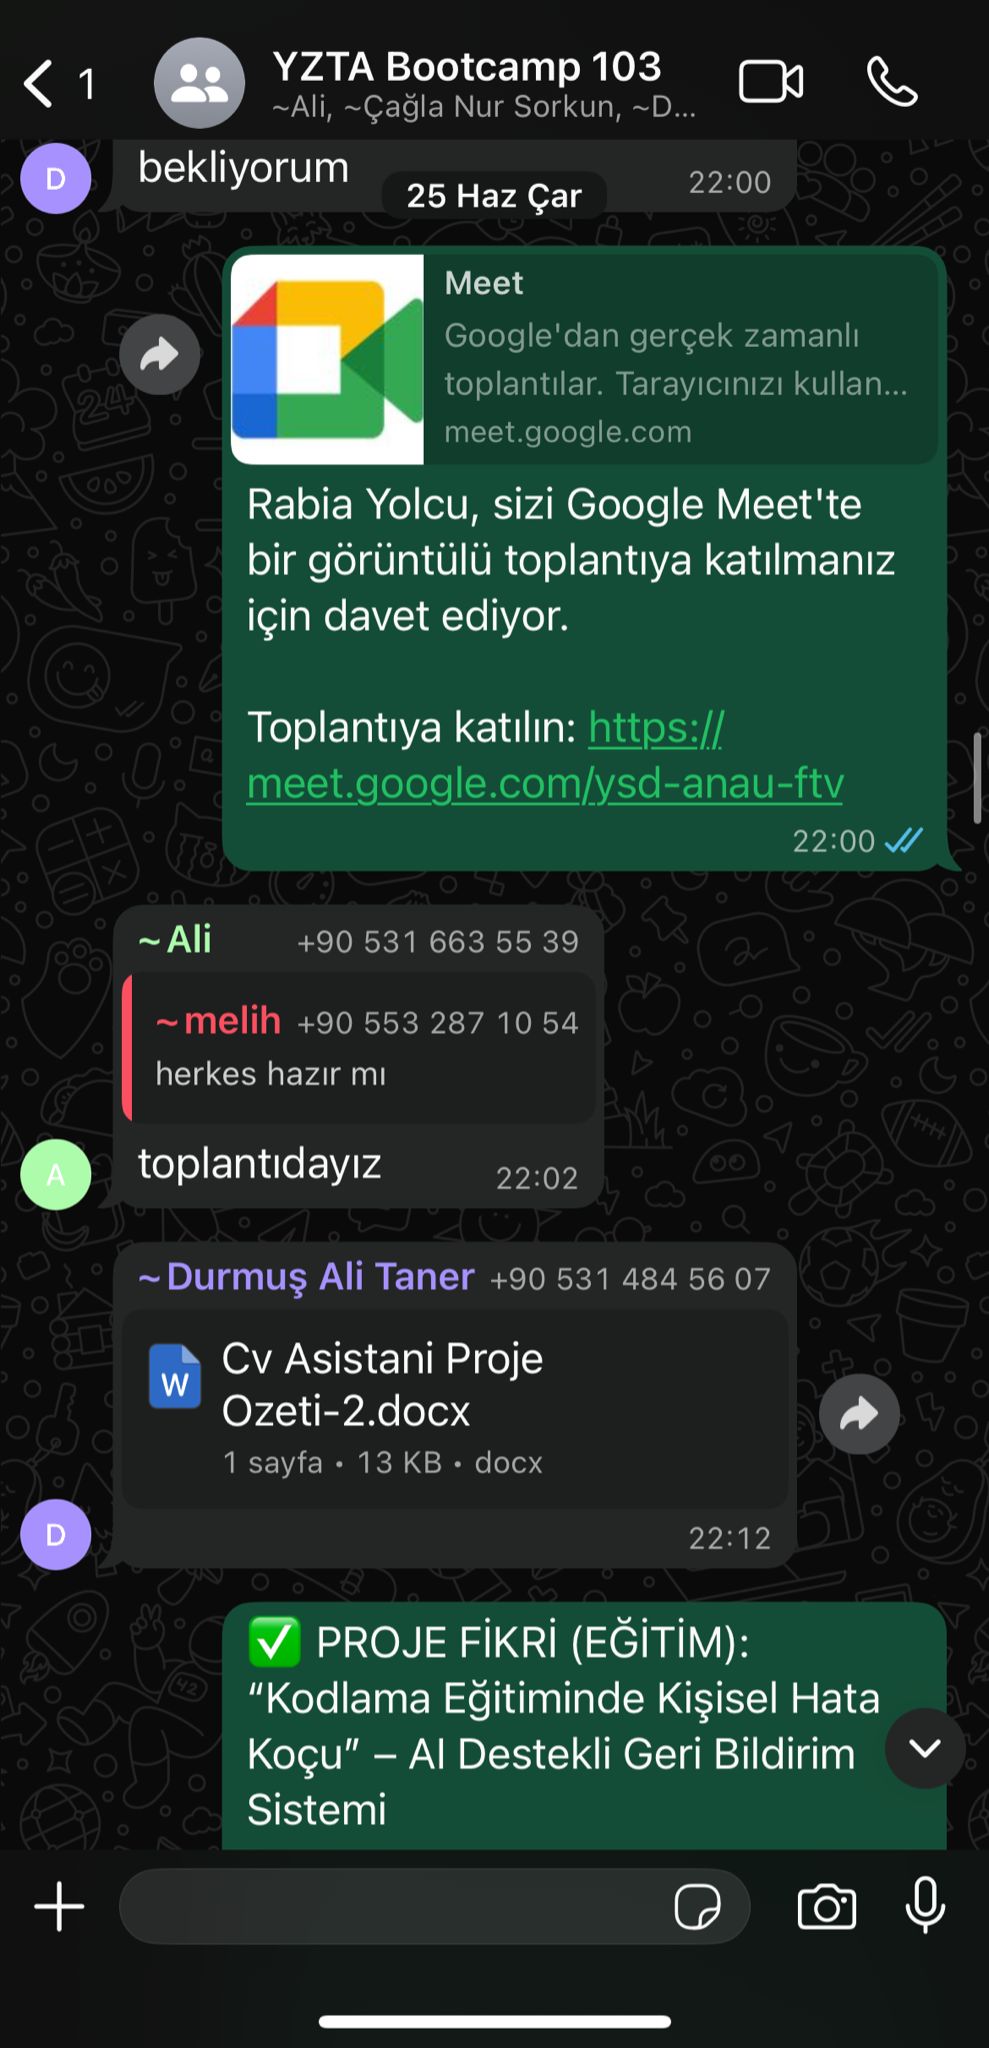 1
YZTA Bootcamp 103
~Ali, ~Çağla Nur Sorkun, ~D...
D
bekliyorum
22:00
25 Haz Çar
Meet
Google'dan gerçek zamanlı
toplantılar. Tarayıcınızı kullan...
meet.google.com
Rabia Yolcu, sizi Google Meet'te
bir görüntülü toplantıya katılmanız
için davet ediyor.
Toplantıya katılın: https://
meet.google.com/ysd-anau-ftv
22:00
~Ali +90 531 663 55 39
~melih +90 553 287 10 54
herkes hazır mı
A
toplantıdayız
22:02
~Durmuş Ali Taner +90 531 484 56 07
W
Cv Asistani Proje
Ozeti-2.docx
1 sayfa • 13 KB • docx
D
22:12
✅ PROJE FİKRİ (EĞİTİM):
“Kodlama Eğitiminde Kişisel Hata
Koçu” – AI Destekli Geri Bildirim
Sistemi